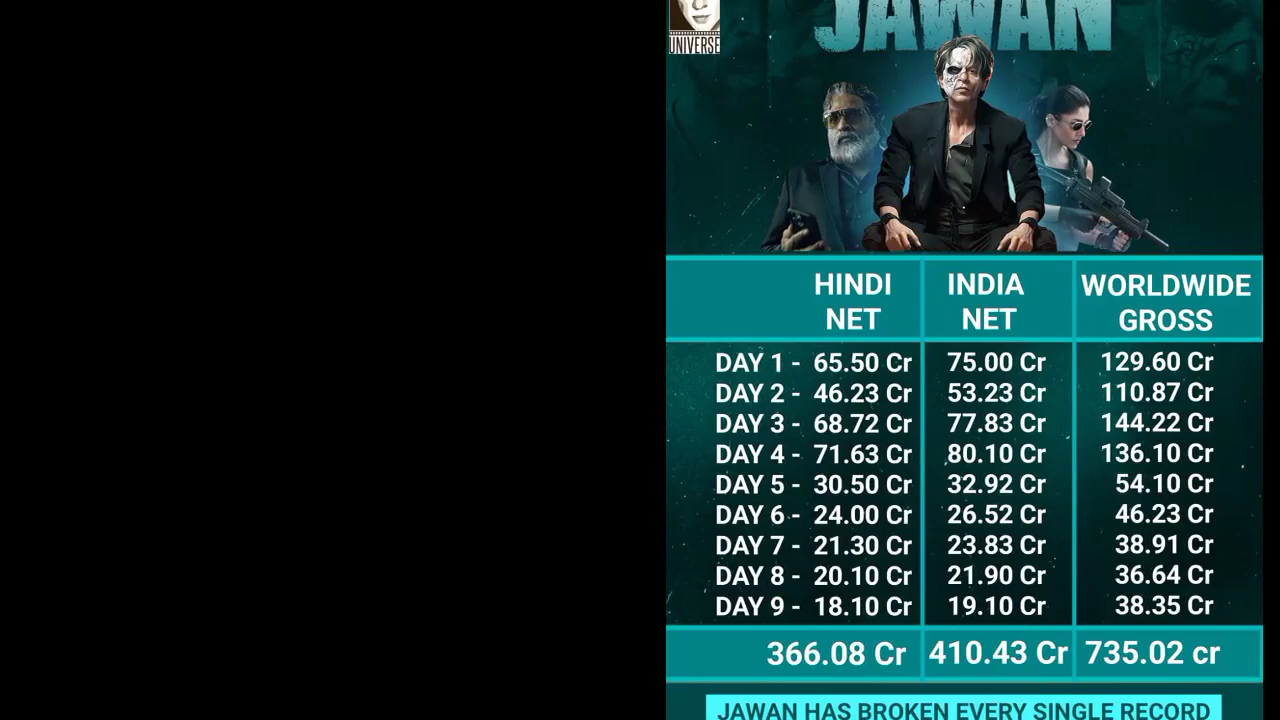 JAWAN
UNIVERSE
HINDI NET INDIA NET WORLDWIDE GROSS
DAY 1 - 65.50 Cr 75.00 Cr 129.60 Cr
DAY 2 - 46.23 Cr 53.23 Cr 110.87 Cr
DAY 3 - 68.72 Cr 77.83 Cr 144.22 Cr
DAY 4 - 71.63 Cr 80.10 Cr 136.10 Cr
DAY 5 - 30.50 Cr 32.92 Cr 54.10 Cr
DAY 6 - 24.00 Cr 26.52 Cr 46.23 Cr
DAY 7 - 21.30 Cr 23.83 Cr 38.91 Cr
DAY 8 - 20.10 Cr 21.90 Cr 36.64 Cr
DAY 9 - 18.10 Cr 19.10 Cr 38.35 Cr
366.08 Cr 410.43 Cr 735.02 cr
JAWAN HAS BROKEN EVERY SINGLE RECORD